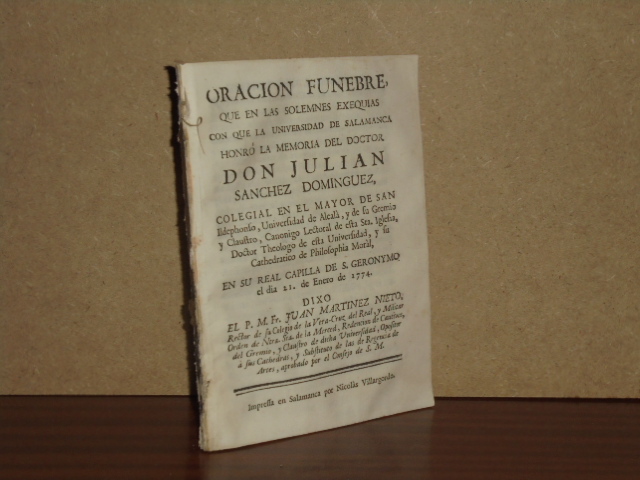 ORACION FUNEBRE,
QUE EN LAS SOLEMNES EXEQUIAS
CON QUE LA UNIVERSIDAD DE SALAMANCA
HONRÓ LA MEMORIA DEL DOCTOR
DON JULIAN
SANCHEZ DOMINGUEZ,
COLEGIAL EN EL MAYOR DE SAN
Ildephonso, Universidad de Alcalà, y de su Gremio
y Claustro, Canonigo Lectoral de esta Sta. Iglesia,
Doctor Theologo de esta Universidad, y su
Cathedratico de Philosophia Moràl,
EN SU REAL CAPILLA DE S. GERONYMO
el dia 21. de Enero de 1774.
DIXO
EL P. M. Fr. JUAN MARTINEZ NIETO,
Rector de su Colegio de la Vera-Cruz del Real, y Militar
Orden de Ntra. Sra. de la Merced, Redencion de Cautivos,
del Gremio, y Claustro de dicha Universidad, Opositor
à sus Cathedras, y Substituto de las de Regencia de
Artes, aprobado por el Consejo de S. M.
Impressa en Salamanca por Nicolàs Villargordo.